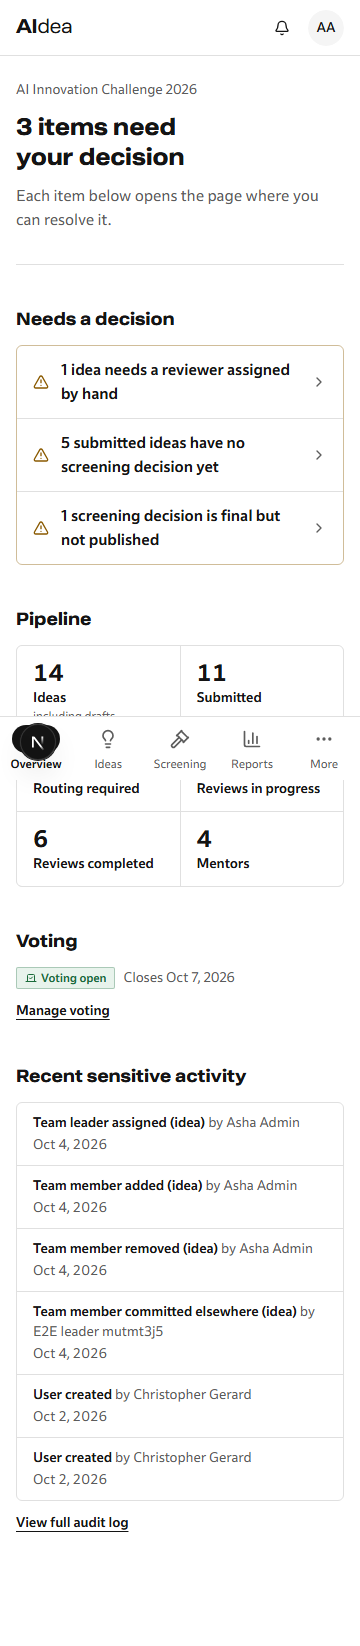 AIdea
AA
AI Innovation Challenge 2026
3 items need
your decision
Each item below opens the page where you
can resolve it.
Needs a decision
1 idea needs a reviewer assigned
by hand
5 submitted ideas have no
screening decision yet
1 screening decision is final but
not published
Pipeline
14
Ideas
including drafts
11
Submitted
N
Overview
Ideas
Screening
Reports
More
Routing required
Reviews in progress
6
Reviews completed
4
Mentors
Voting
Voting open
Closes Oct 7, 2026
Manage voting
Recent sensitive activity
Team leader assigned (idea) by Asha Admin
Oct 4, 2026
Team member added (idea) by Asha Admin
Oct 4, 2026
Team member removed (idea) by Asha Admin
Oct 4, 2026
Team member committed elsewhere (idea) by
E2E leader mutmt3j5
Oct 4, 2026
User created by Christopher Gerard
Oct 2, 2026
User created by Christopher Gerard
Oct 2, 2026
View full audit log